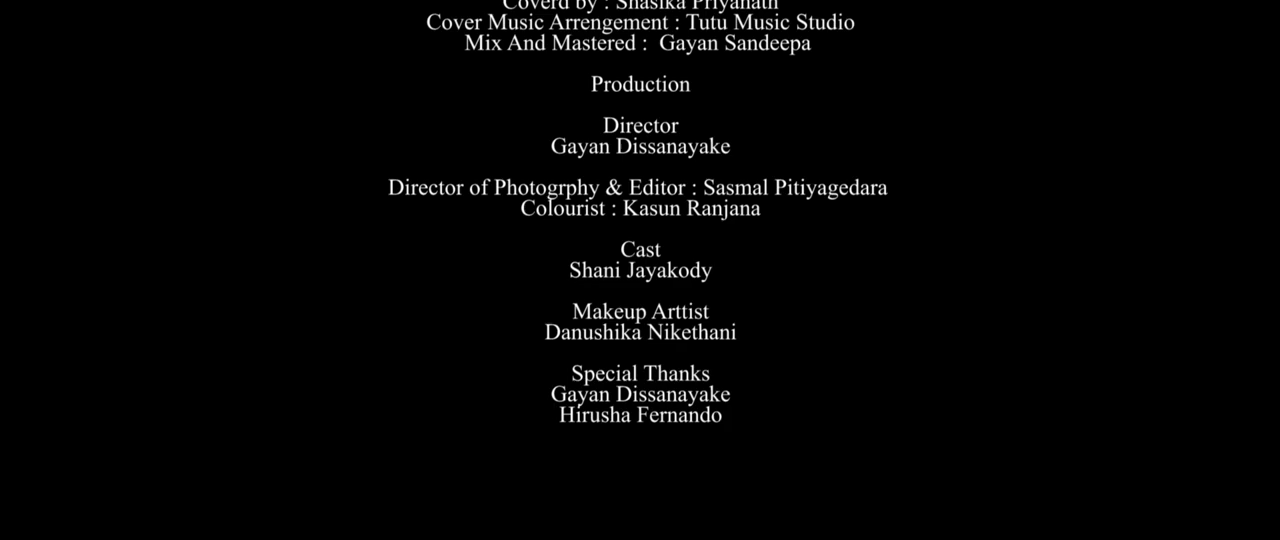 Coverd by : Shasika Priyanath
Cover Music Arrengement : Tutu Music Studio
Mix And Mastered :  Gayan Sandeepa
Production
Director
Gayan Dissanayake
Director of Photogrphy & Editor : Sasmal Pitiyagedara
Colourist : Kasun Ranjana
Cast
Shani Jayakody
Makeup Arttist
Danushika Nikethani
Special Thanks
Gayan Dissanayake
Hirusha Fernando